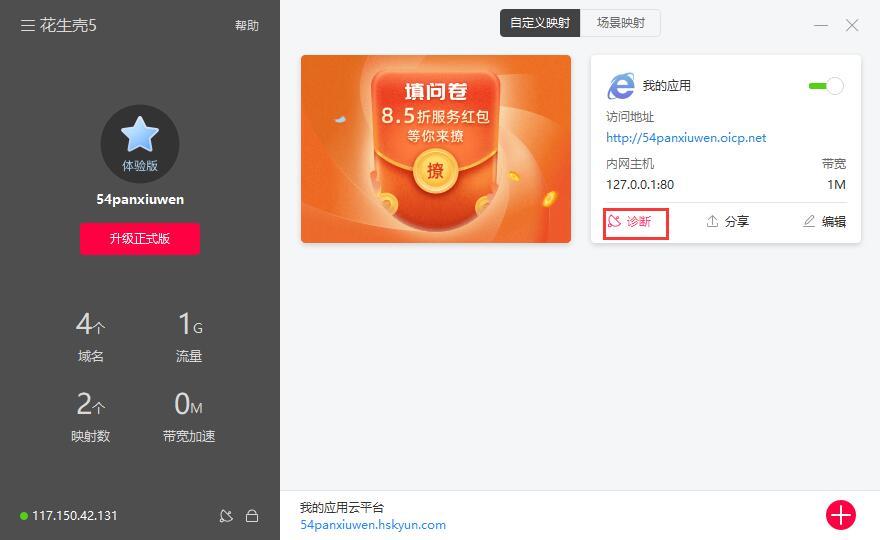 花生壳5
帮助
体验版
54panxiuwen
升级正式版
4个
域名
1G
流量
2个
映射数
0M
带宽加速
117.150.42.131
自定义映射
场景映射
填问卷
8.5折服务红包
等你来撩
撩
我的应用
访问地址
http://54panxiuwen.oicp.net
内网主机
带宽
127.0.0.1:80
1M
诊断
分享
编辑
我的应用云平台
54panxiuwen.hskyun.com